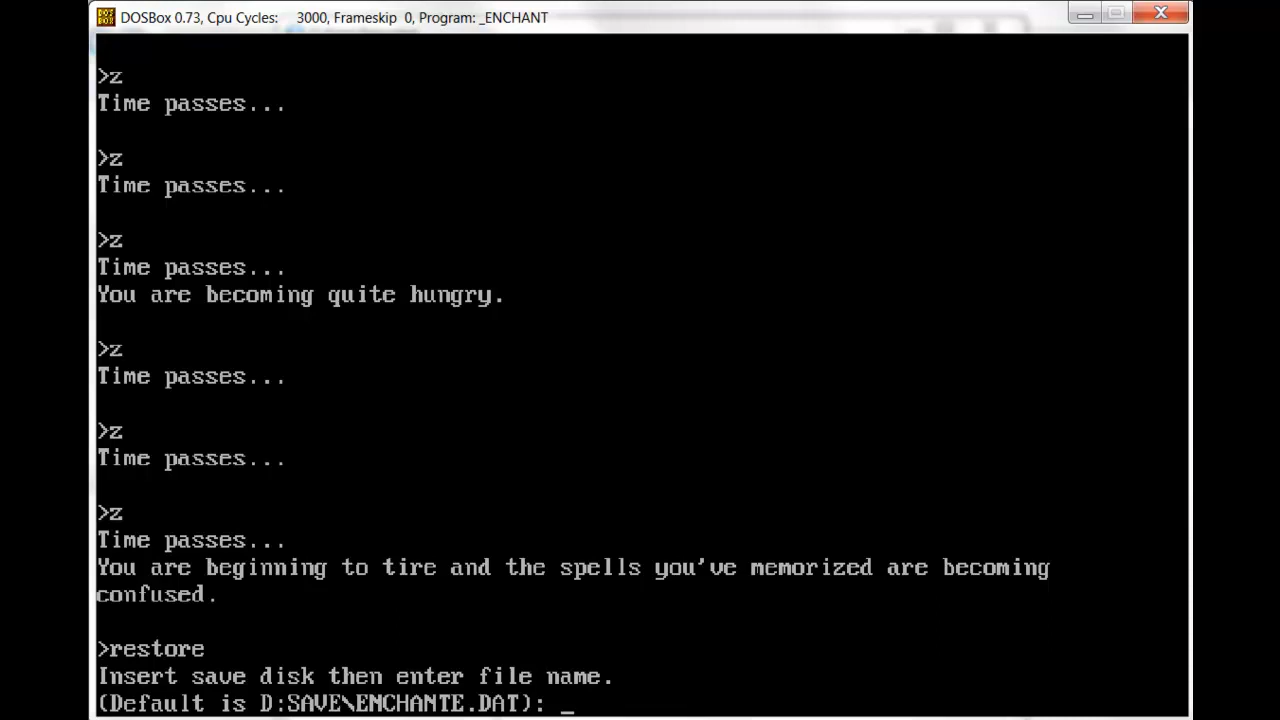 DOSBox 0.73, Cpu Cycles: 3000, Frameskip 0, Program: _ENCHANT
>z
Time passes...
>z
Time passes...
>z
Time passes...
You are becoming quite hungry.
>z
Time passes...
>z
Time passes...
>z
Time passes...
You are beginning to tire and the spells you've memorized are becoming
confused.
>restore
Insert save disk then enter file name.
(Default is D:SAVE\ENCHANTE.DAT): _